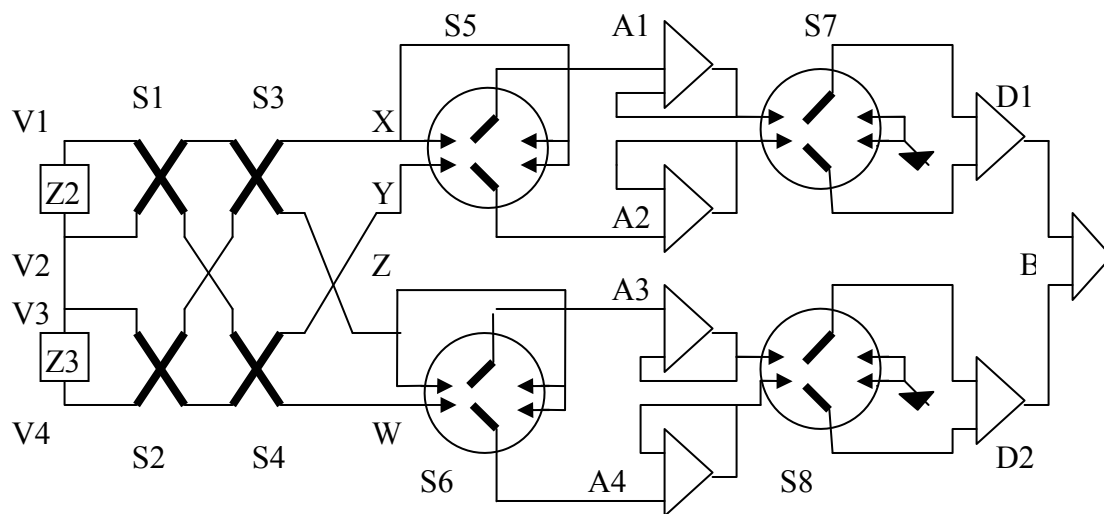 S5 A1 S7
S1 S3 D1
V1 X
Z2 Y
A2
V2 Z B
V3 A3
Z3
V4 W
S2 S4 S6 A4 S8 D2